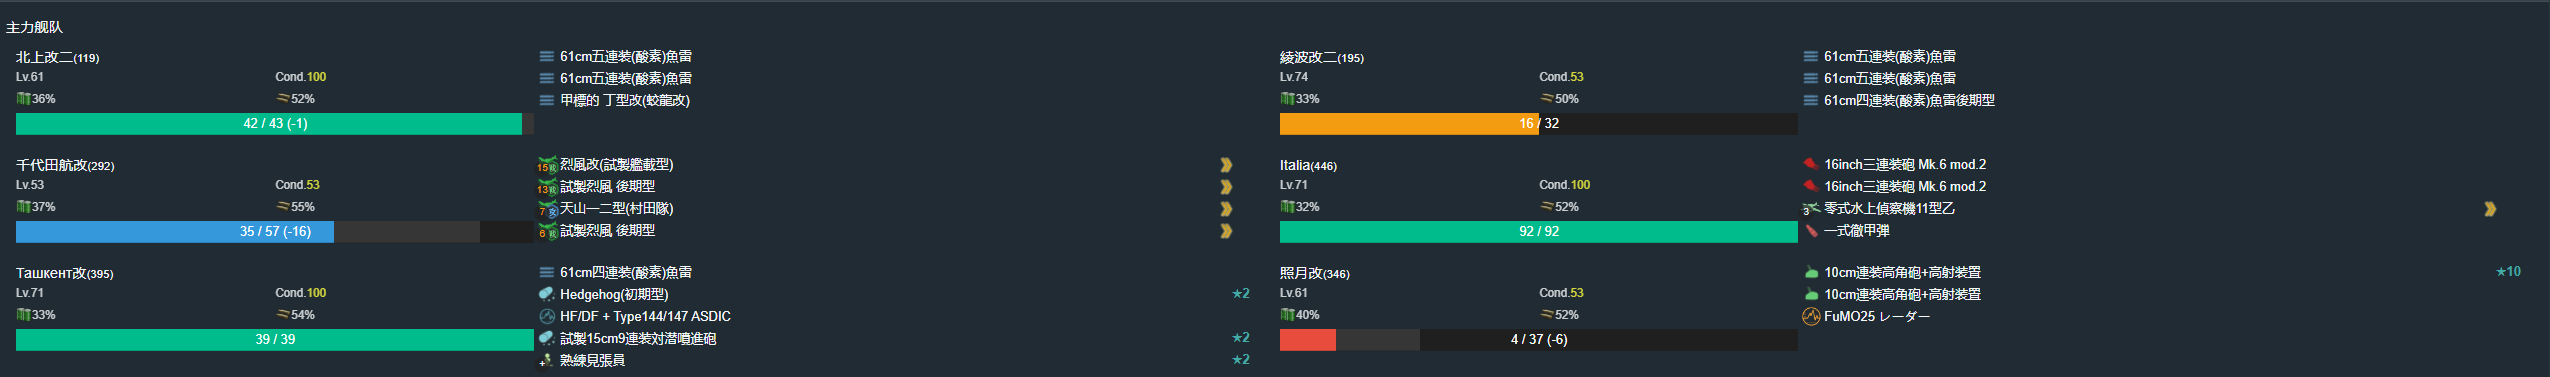 主力舰队
北上改二(119)
Lv.61 Cond.100
36% 52%
42 / 43 (-1)
61cm五連装(酸素)魚雷
61cm五連装(酸素)魚雷
甲標的 丁型改(蛟龍改)
綾波改二(195)
Lv.74 Cond.53
33% 50%
16 / 32
61cm五連装(酸素)魚雷
61cm五連装(酸素)魚雷
61cm四連装(酸素)魚雷後期型
千代田航改(292)
Lv.53 Cond.53
37% 55%
35 / 57 (-16)
15 烈風改(試製艦載型)
13 試製烈風 後期型
7 天山一二型(村田隊)
6 試製烈風 後期型
Italia(446)
Lv.71 Cond.100
32% 52%
92 / 92
16inch三連装砲 Mk.6 mod.2
16inch三連装砲 Mk.6 mod.2
3 零式水上偵察機11型乙
一式徹甲弾
Ташкент改(395)
Lv.71 Cond.100
33% 54%
39 / 39
61cm四連装(酸素)魚雷
Hedgehog(初期型) ★2
HF/DF + Type144/147 ASDIC
試製15cm9連装対潜噴進砲 ★2
熟練見張員 ★2
照月改(346)
Lv.61 Cond.53
40% 52%
4 / 37 (-6)
10cm連装高角砲+高射装置 ★10
10cm連装高角砲+高射装置
FuMO25 レーダー